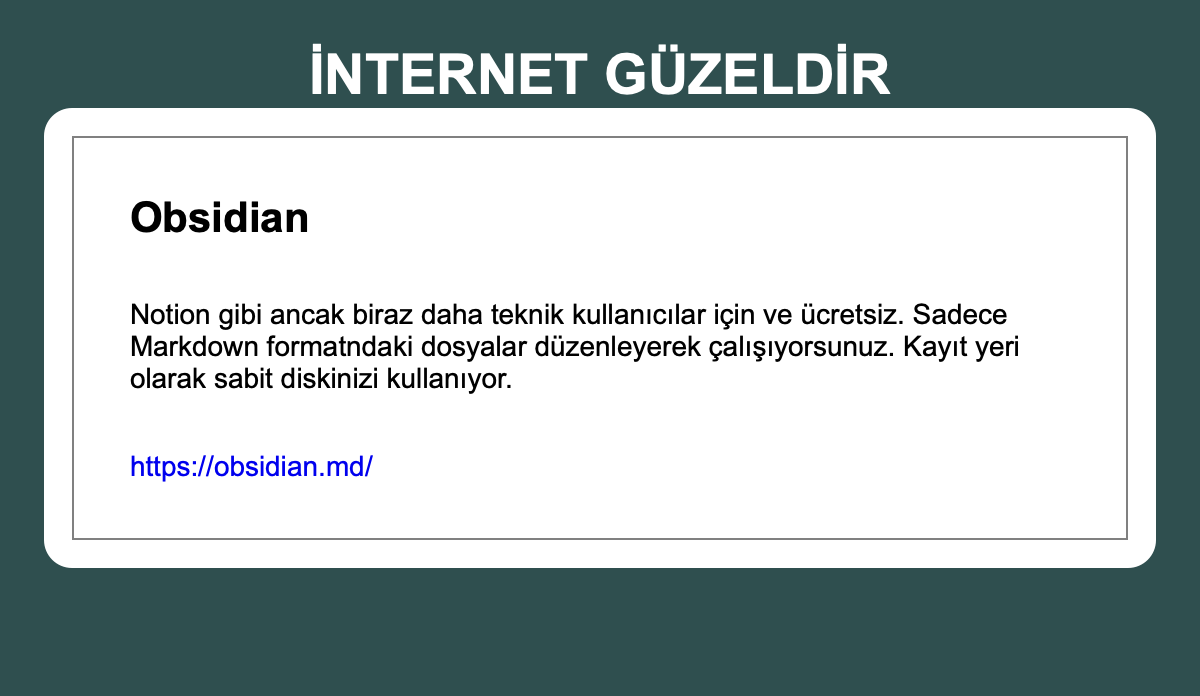 İNTERNET GÜZELDİR
Obsidian
Notion gibi ancak biraz daha teknik kullanıcılar için ve ücretsiz. Sadece
Markdown formatndaki dosyalar düzenleyerek çalışıyorsunuz. Kayıt yeri
olarak sabit diskinizi kullanıyor.
https://obsidian.md/